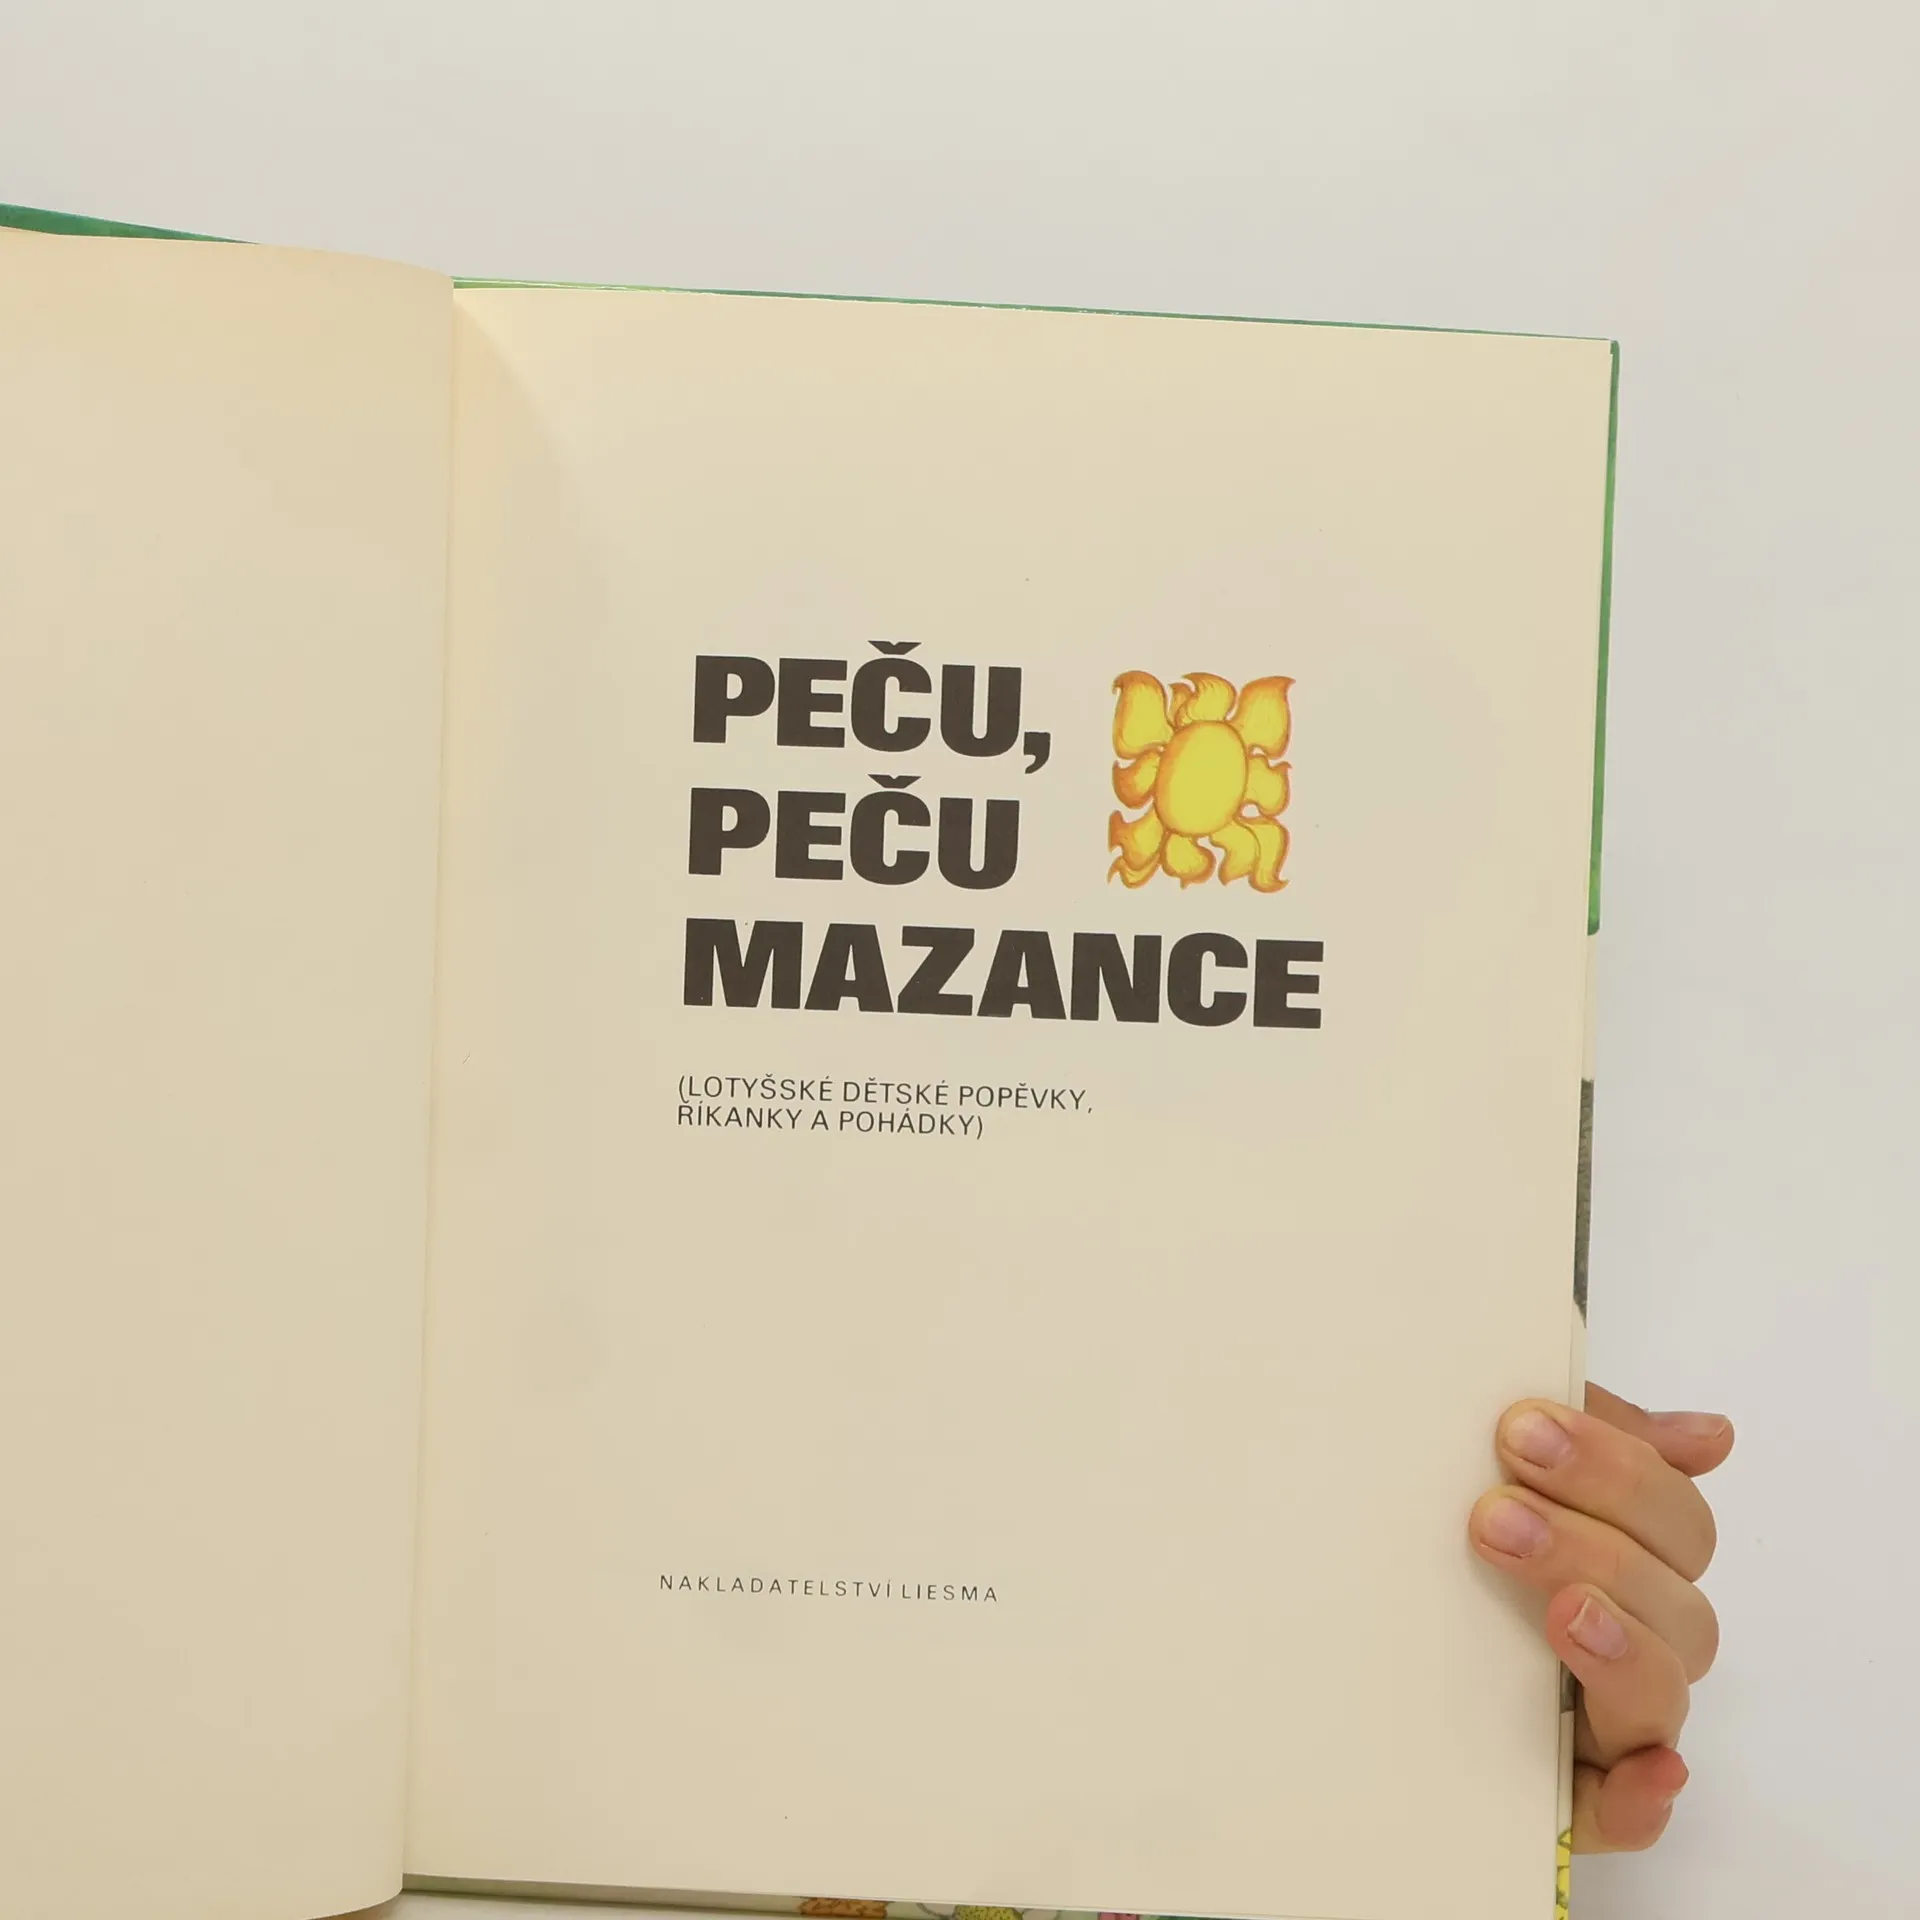 PEČU,
PEČU
MAZANCE
(LOTYŠSKÉ DĚTSKÉ POPĚVKY,
ŘÍKANKY A POHÁDKY)
NAKLADATELSTVÍ LIESMA